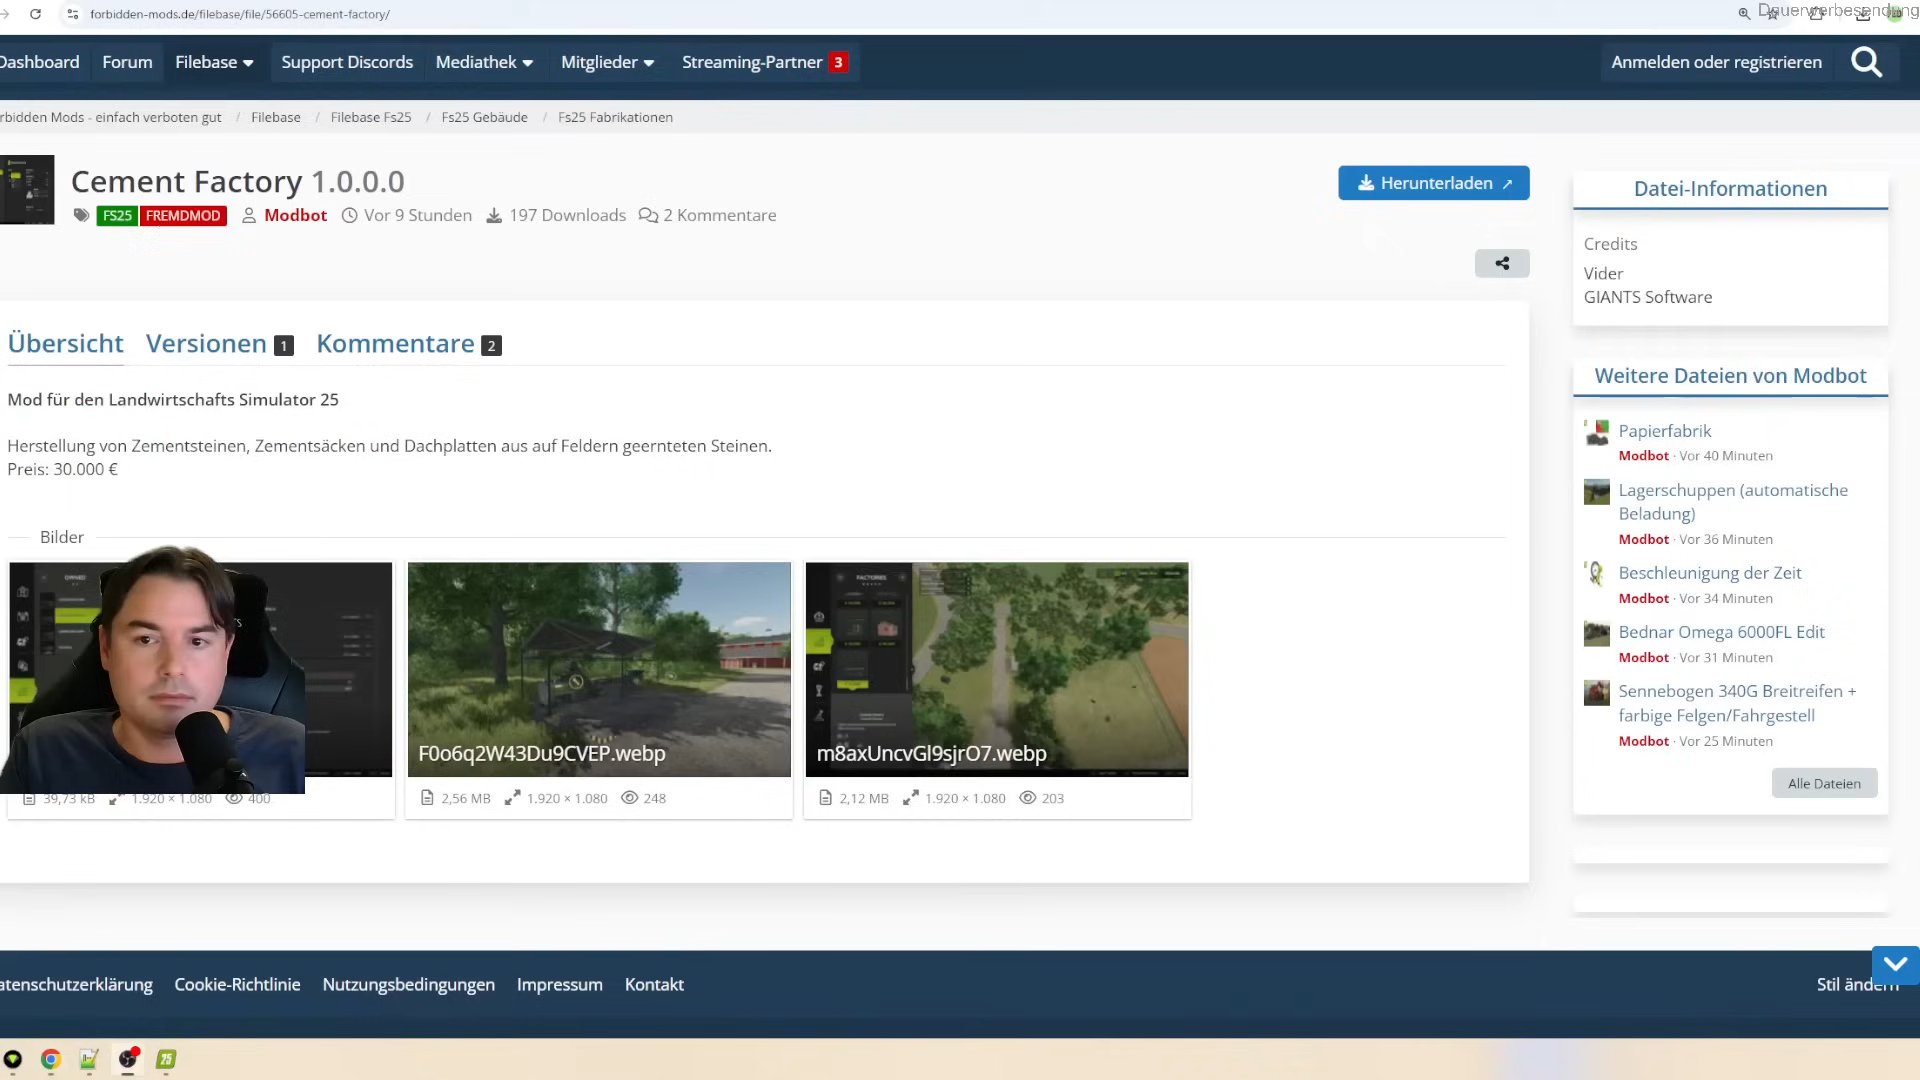 forbidden-mods.de/filebase/file/56605-cement-factory/
Dauerwerbesendung
Dashboard Forum Filebase Support Discords Mediathek Mitglieder Streaming-Partner 3 Anmelden oder registrieren
rbidden Mods - einfach verboten gut / Filebase / Filebase Fs25 / Fs25 Gebäude / Fs25 Fabrikationen
Cement Factory 1.0.0.0
FS25 FREMDMOD Modbot Vor 9 Stunden 197 Downloads 2 Kommentare
Herunterladen
Übersicht Versionen 1 Kommentare 2
Mod für den Landwirtschafts Simulator 25
Herstellung von Zementsteinen, Zementsäcken und Dachplatten aus auf Feldern geernteten Steinen.
Preis: 30.000 €
Bilder
OWNED
FACTORIES
F0o6q2W43Du9CVEP.webp
m8axUncvGl9sjrO7.webp
39,73 kB 1.920 × 1.080 400
2,56 MB 1.920 × 1.080 248
2,12 MB 1.920 × 1.080 203
Datei-Informationen
Credits
Vider
GIANTS Software
Weitere Dateien von Modbot
Papierfabrik
Modbot · Vor 40 Minuten
Lagerschuppen (automatische
Beladung)
Modbot · Vor 36 Minuten
Beschleunigung der Zeit
Modbot · Vor 34 Minuten
Bednar Omega 6000FL Edit
Modbot · Vor 31 Minuten
Sennebogen 340G Breitreifen +
farbige Felgen/Fahrgestell
Modbot · Vor 25 Minuten
Alle Dateien
atenschutzerklärung Cookie-Richtlinie Nutzungsbedingungen Impressum Kontakt Stil ändern
25